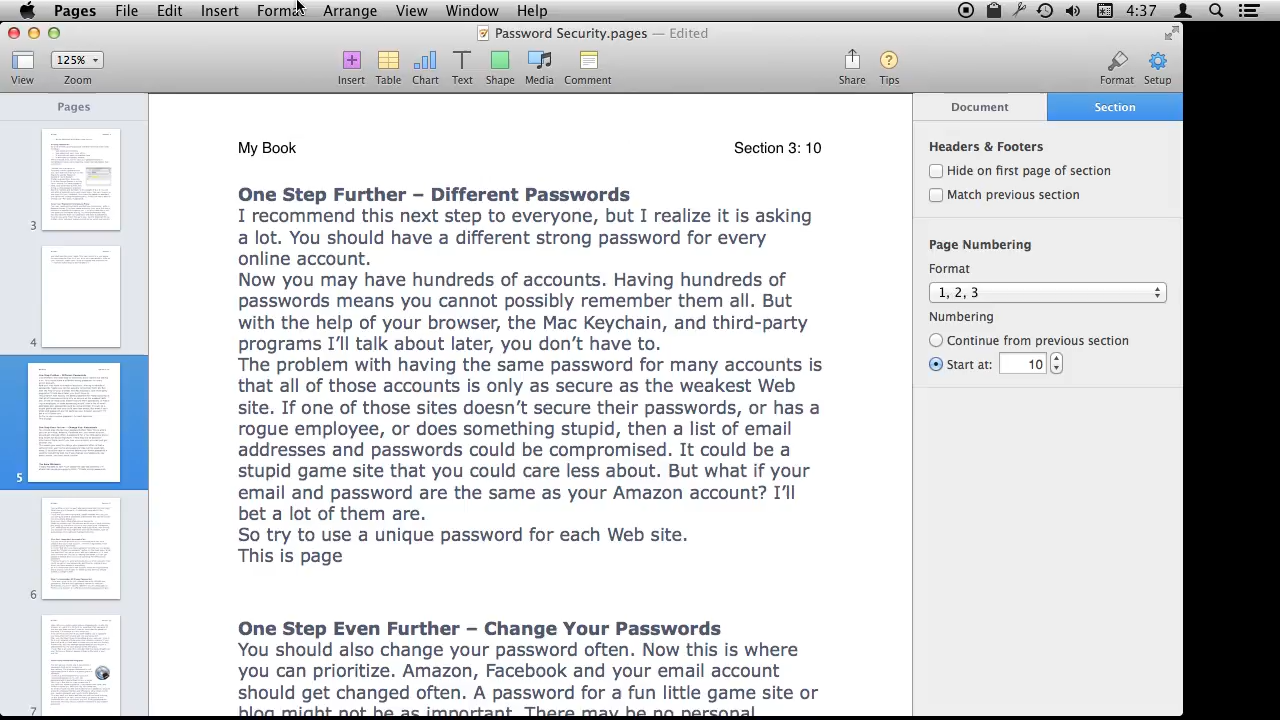 Pages File Edit Insert Format Arrange View Window Help 4:37
Password Security.pages — Edited
125%
View Zoom Insert Table Chart Text Shape Media Comment Share Tips Format Setup
Pages
Document Section
3
4
5
6
7
My Book Section 3: 10
One Step Further – Different Passwords
I recommend this next step to everyone, but I realize it is asking
a lot. You should have a different strong password for every
online account.
Now you may have hundreds of accounts. Having hundreds of
passwords means you cannot possibly remember them all. But
with the help of your browser, the Mac Keychain, and third-party
programs I'll talk about later, you don't have to.
The problem with having the same password for many accounts is
that all of those accounts is only as secure as the weakest Web
site. If one of those sites doesn't secure their passwords, or has a
rogue employee, or does something stupid, then a list of email
addresses and passwords could be compromised. It could be a
stupid game site that you could care less about. But what if your
email and password are the same as your Amazon account? I'll
bet a lot of them are.
So try to use a unique password for each Web site.
This is page
One Step Even Further – Change Your Passwords
You should also change your password often. Now this is where
you can prioritize. Amazon, Facebook and your email account
should get changed often. A password for a fun little game site or
might not be as important. There may be no personal
Headers & Footers
Hide on first page of section
Match previous section
Page Numbering
Format
1, 2, 3
Numbering
Continue from previous section
Start at: 10